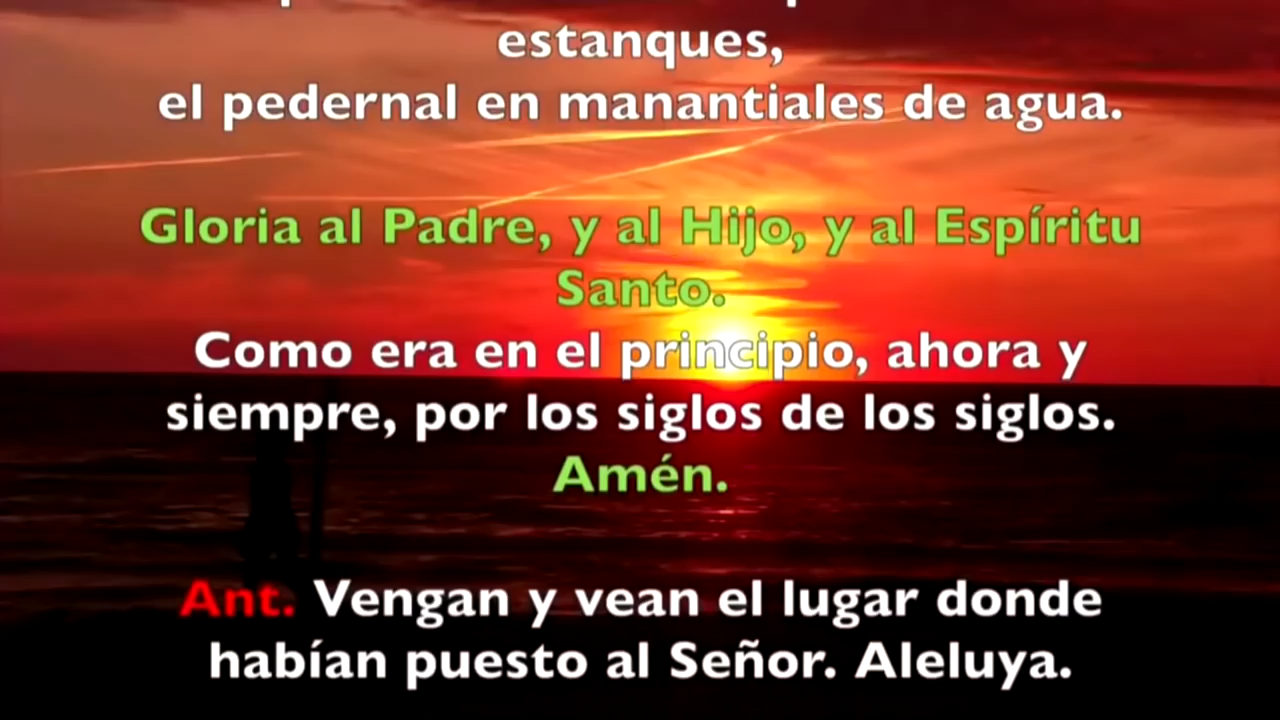 estanques,
el pedernal en manantiales de agua.
Gloria al Padre, y al Hijo, y al Espíritu
Santo.
Como era en el principio, ahora y
siempre, por los siglos de los siglos.
Amén.
Ant. Vengan y vean el lugar donde
habían puesto al Señor. Aleluya.